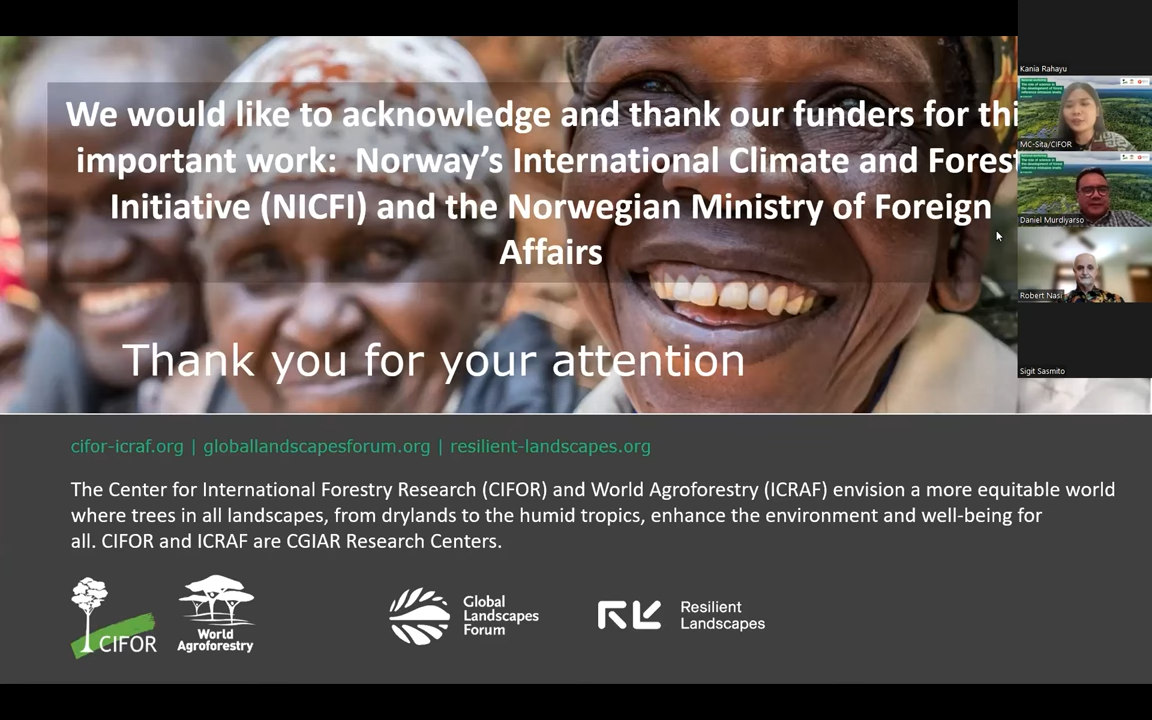 We would like to acknowledge and thank our funders for thi
important work: Norway's International Climate and Forest
Initiative (NICFI) and the Norwegian Ministry of Foreign
Affairs
Thank you for your attention
cifor-icraf.org | globallandscapesforum.org | resilient-landscapes.org
The Center for International Forestry Research (CIFOR) and World Agroforestry (ICRAF) envision a more equitable world
where trees in all landscapes, from drylands to the humid tropics, enhance the environment and well-being for
all. CIFOR and ICRAF are CGIAR Research Centers.
CIFOR
World
Agroforestry
Global
Landscapes
Forum
Resilient
Landscapes
Kania Rahayu
MC-Sita/CIFOR
Daniel Murdiyarso
Robert Nasi
Sigit Sasmito